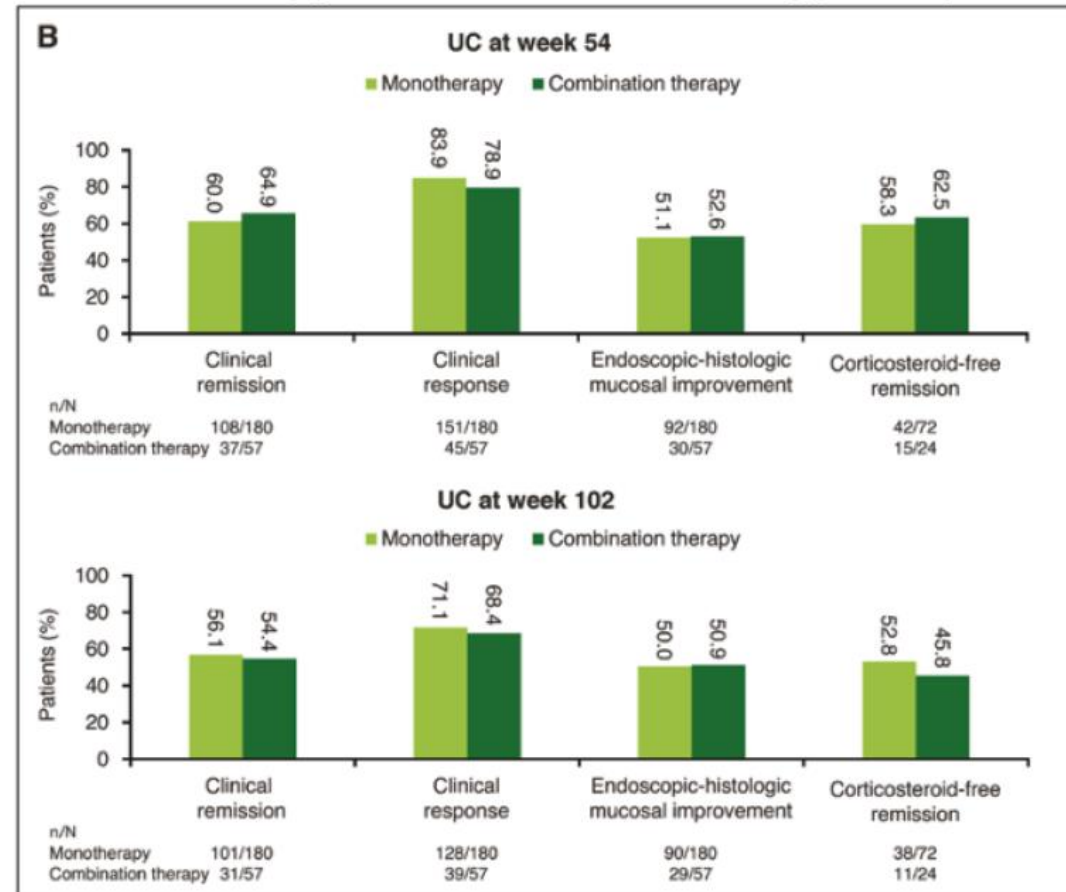 B
UC at week 54
Monotherapy Combination therapy
83.9 78.9
60.0 64.9 51.1 52.6 58.3 62.5
Patients (%)
100
80
60
40
20
0
Clinical remission
Clinical response
Endoscopic-histologic mucosal improvement
Corticosteroid-free remission
n/N
Monotherapy 108/180 151/180 92/180 42/72
Combination therapy 37/57 45/57 30/57 15/24
UC at week 102
Monotherapy Combination therapy
56.1 54.4 71.1 68.4 50.0 50.9 52.8 45.8
Patients (%)
100
80
60
40
20
0
Clinical remission
Clinical response
Endoscopic-histologic mucosal improvement
Corticosteroid-free remission
n/N
Monotherapy 101/180 128/180 90/180 38/72
Combination therapy 31/57 39/57 29/57 11/24